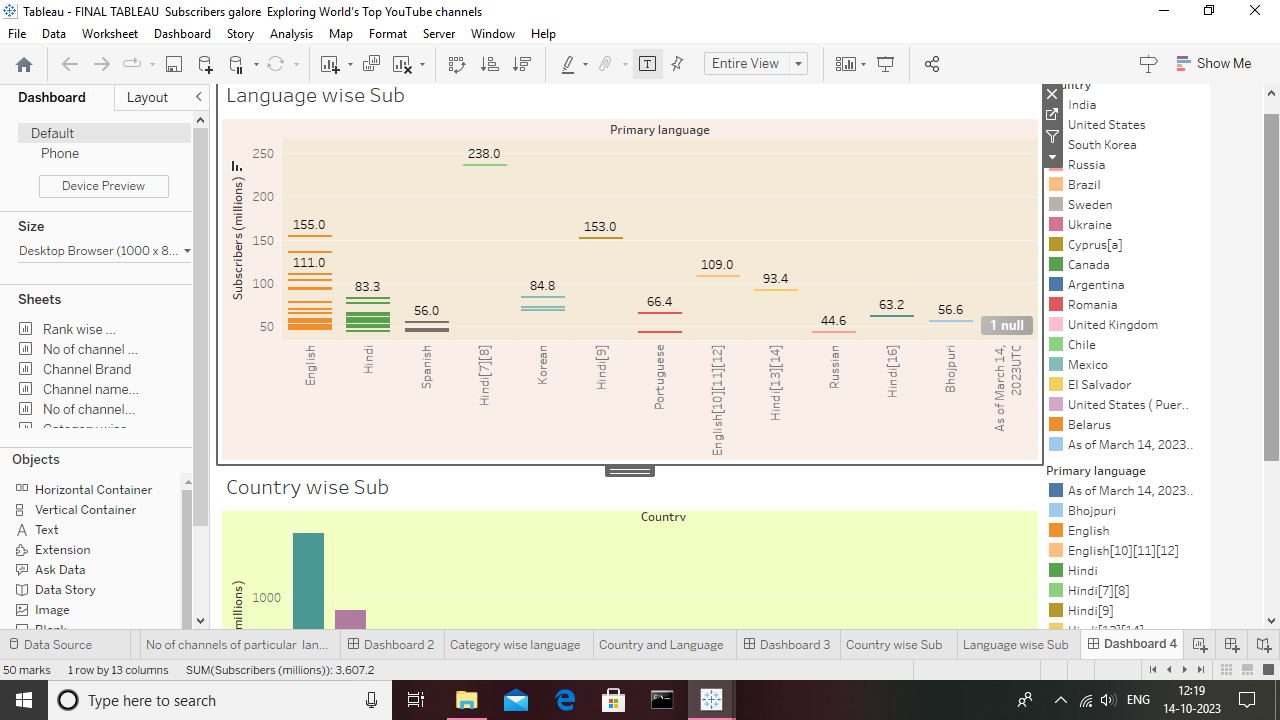 Tableau - FINAL TABLEAU Subscribers galore Exploring World's Top YouTube channels
File Data Worksheet Dashboard Story Analysis Map Format Server Window Help
Entire View
Show Me
Dashboard Layout
Default
Phone
Device Preview
Size
Desktop Browser (1000 x 8...
Sheets
Rank wise ...
No of channel ...
Channel Brand
Channel name...
No of channel...
Objects
Horizontal Container
Vertical Container
Text
Extension
Ask Data
Data Story
Image
Language wise Sub
Primary language
Subscribers (millions)
250
200
150
100
50
155.0
111.0
83.3
56.0
238.0
84.8
153.0
66.4
109.0
93.4
44.6
63.2
56.6
1 null
English
Hindi
Spanish
Hindi[7][8]
Korean
Hindi[9]
Portuguese
English[10][11][12]
Hindi[13][14]
Russian
Hindi[16]
Bhojpuri
As of March 14,
2023UTC
Country wise Sub
Country
millions)
1000
India
United States
South Korea
Russia
Brazil
Sweden
Ukraine
Cyprus[a]
Canada
Argentina
Romania
United Kingdom
Chile
Mexico
El Salvador
United States ( Puer..
Belarus
As of March 14, 2023..
Primary language
As of March 14, 2023..
Bhojpuri
English
English[10][11][12]
Hindi
Hindi[7][8]
Hindi[9]
Hindi[13][14]
Data Source
No of channels of particular lan...
Dashboard 2
Category wise language
Country and Language
Dashboard 3
Country wise Sub
Language wise Sub
Dashboard 4
50 marks 1 row by 13 columns SUM(Subscribers (millions)): 3,607.2
Type here to search
ENG
12:19
14-10-2023